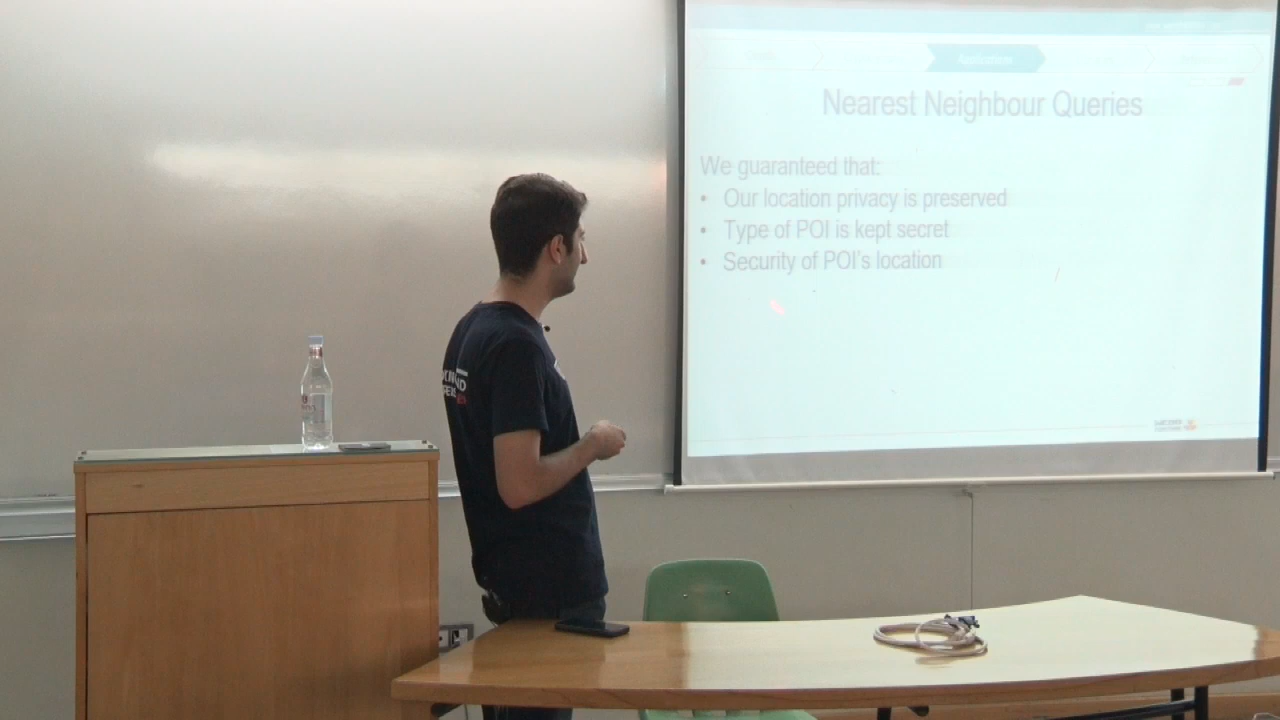 Applications
Nearest Neighbour Queries
We guaranteed that:
• Our location privacy is preserved
• Type of POI is kept secret
• Security of POI's location